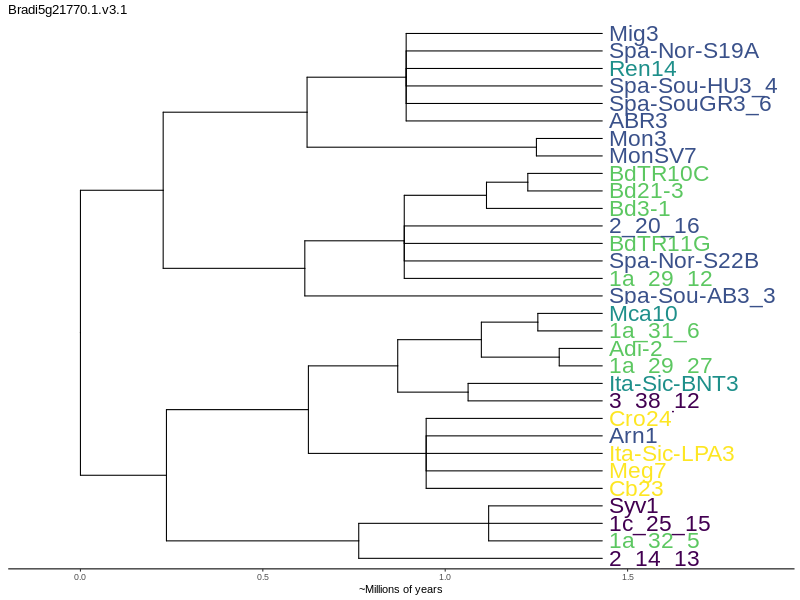 Bradi5g21770.1.v3.1
Mig3
Spa-Nor-S19A
Ren14
Spa-Sou-HU3_4
Spa-SouGR3_6
ABR3
Mon3
MonSV7
BdTR10C
Bd21-3
Bd3-1
2_20_16
BdTR11G
Spa-Nor-S22B
1a_29_12
Spa-Sou-AB3_3
Mca10
1a_31_6
Adi-2
1a_29_27
Ita-Sic-BNT3
3_38_12
Cro24
Arn1
Ita-Sic-LPA3
Meg7
Cb23
Syv1
1c_25_15
1a_32_5
2_14_13
0.0 0.5 1.0 1.5
~Millions of years